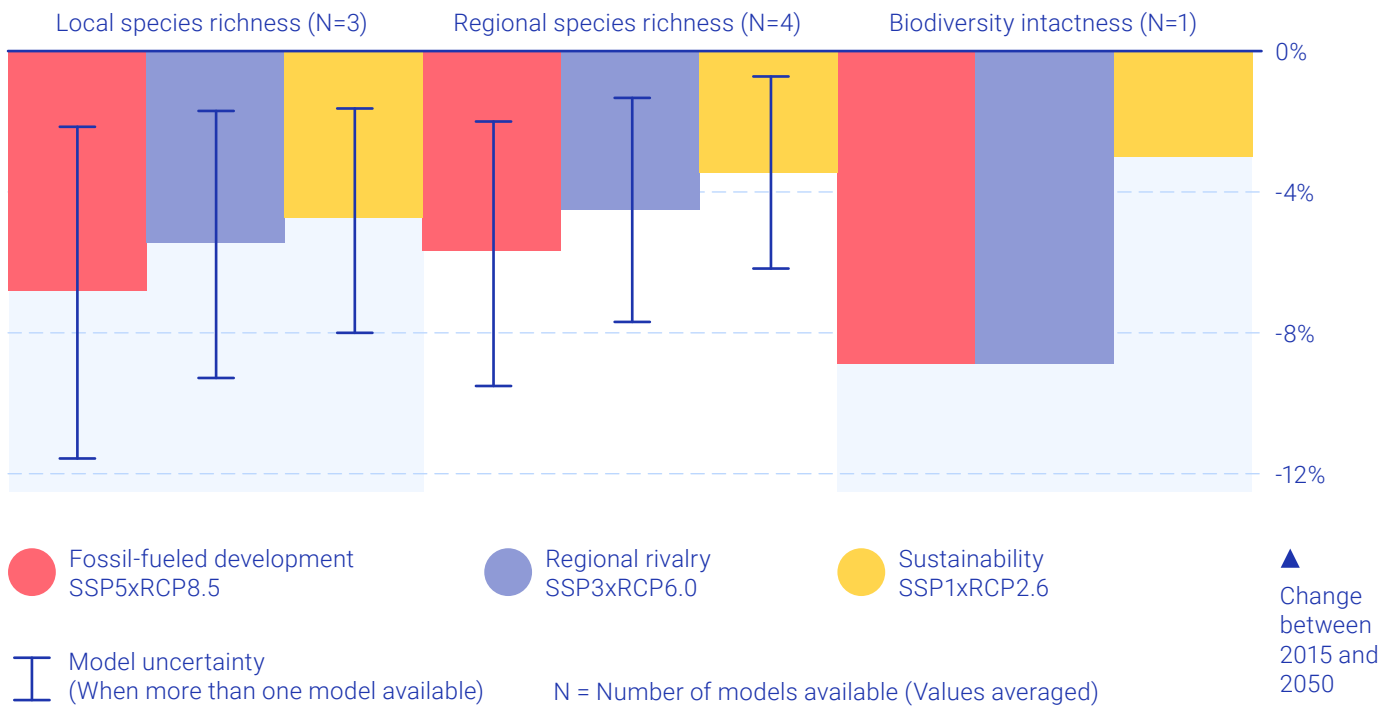 Local species richness (N=3)
Regional species richness (N=4)
Biodiversity intactness (N=1)
0%
-4%
-8%
-12%
Fossil-fueled development
SSP5xRCP8.5
Regional rivalry
SSP3xRCP6.0
Sustainability
SSP1xRCP2.6
Change
between
2015 and
2050
Model uncertainty
(When more than one model available)
N = Number of models available (Values averaged)